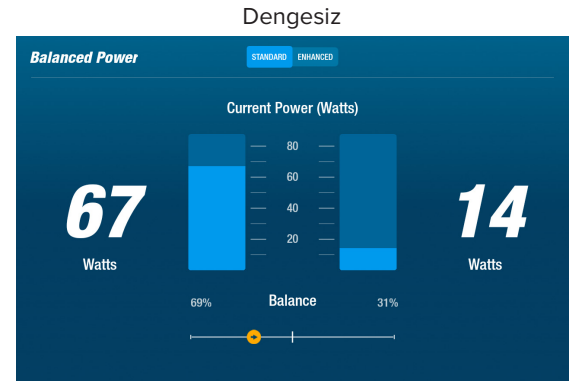 Dengesiz
Balanced Power
STANDARD ENHANCED
Current Power (Watts)
80
60
40
20
67
Watts
14
Watts
69% Balance 31%